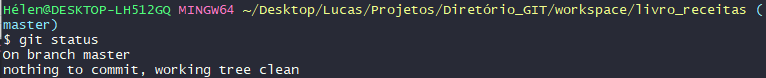 Hélen@DESKTOP-LH512GQ MINGW64 ~/Desktop/Lucas/Projetos/Diretório_GIT/workspace/livro_receitas (
master)
$ git status
On branch master
nothing to commit, working tree clean